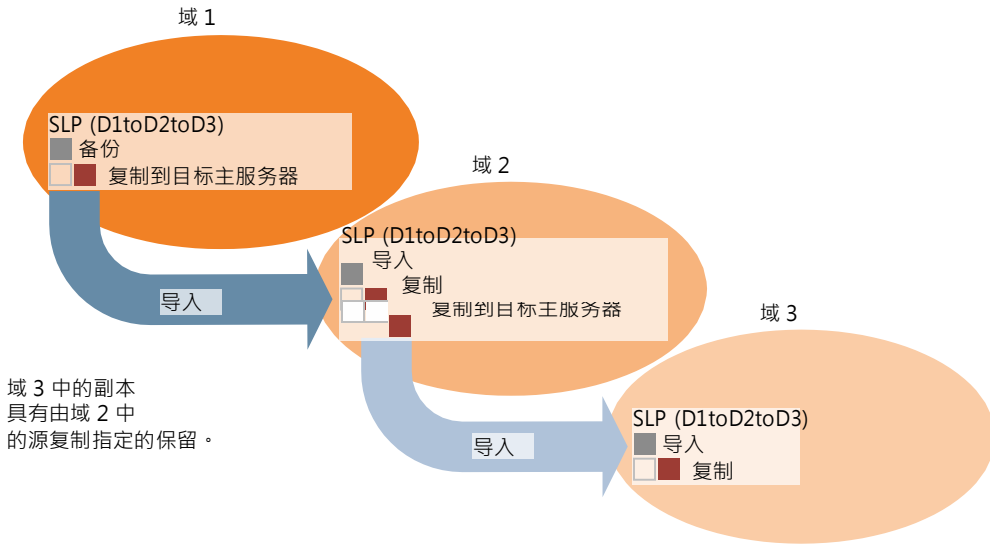 域 1
SLP (D1toD2toD3)
备份
复制到目标主服务器
域 2
SLP (D1toD2toD3)
导入
复制
复制到目标主服务器
导入
域 3
域 3 中的副本
具有由域 2 中
的源复制指定的保留。
SLP (D1toD2toD3)
导入
复制
导入